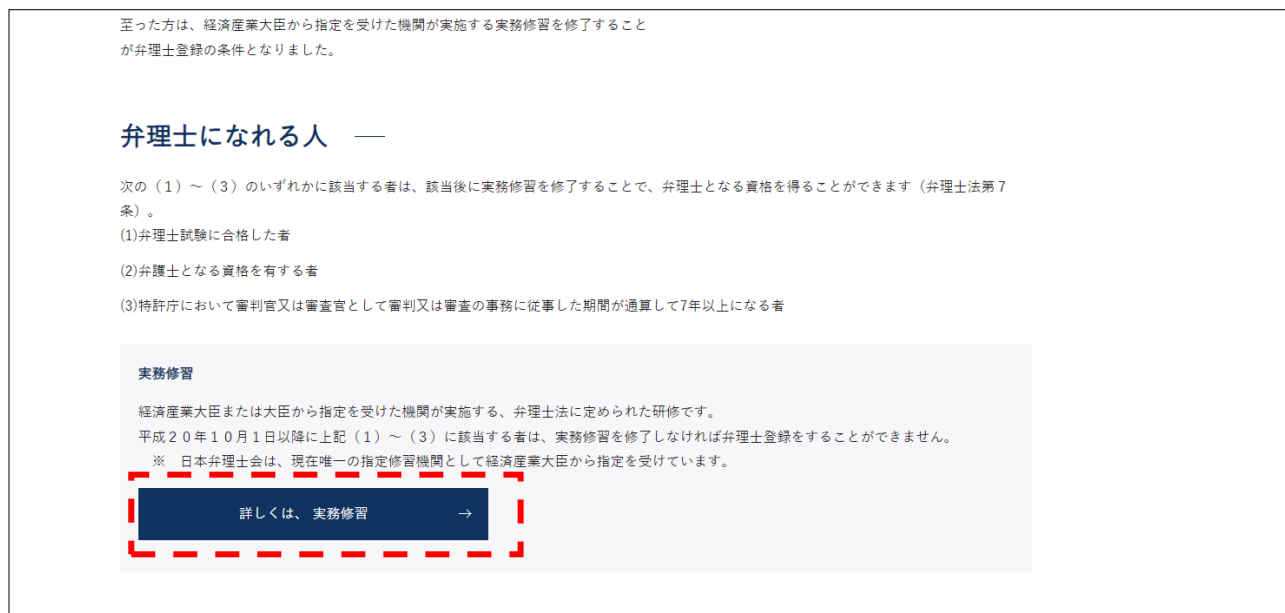 至った方は、経済産業大臣から指定を受けた機関が実施する実務修習を修了すること
が弁理士登録の条件となりました。
弁理士になれる人
次の（１）～（３）のいずれかに該当する者は、該当後に実務修習を修了することで、弁理士となる資格を得ることができます（弁理士法第７
条）。
(1)弁理士試験に合格した者
(2)弁護士となる資格を有する者
(3)特許庁において審判官又は審査官として審判又は審査の事務に従事した期間が通算して7年以上になる者
実務修習
経済産業大臣または大臣から指定を受けた機関が実施する、弁理士法に定められた研修です。
平成２０年１０月１日以降に上記（１）～（３）に該当する者は、実務修習を修了しなければ弁理士登録をすることができません。
※　日本弁理士会は、現在唯一の指定修習機関として経済産業大臣から指定を受けています。
詳しくは、 実務修習 →